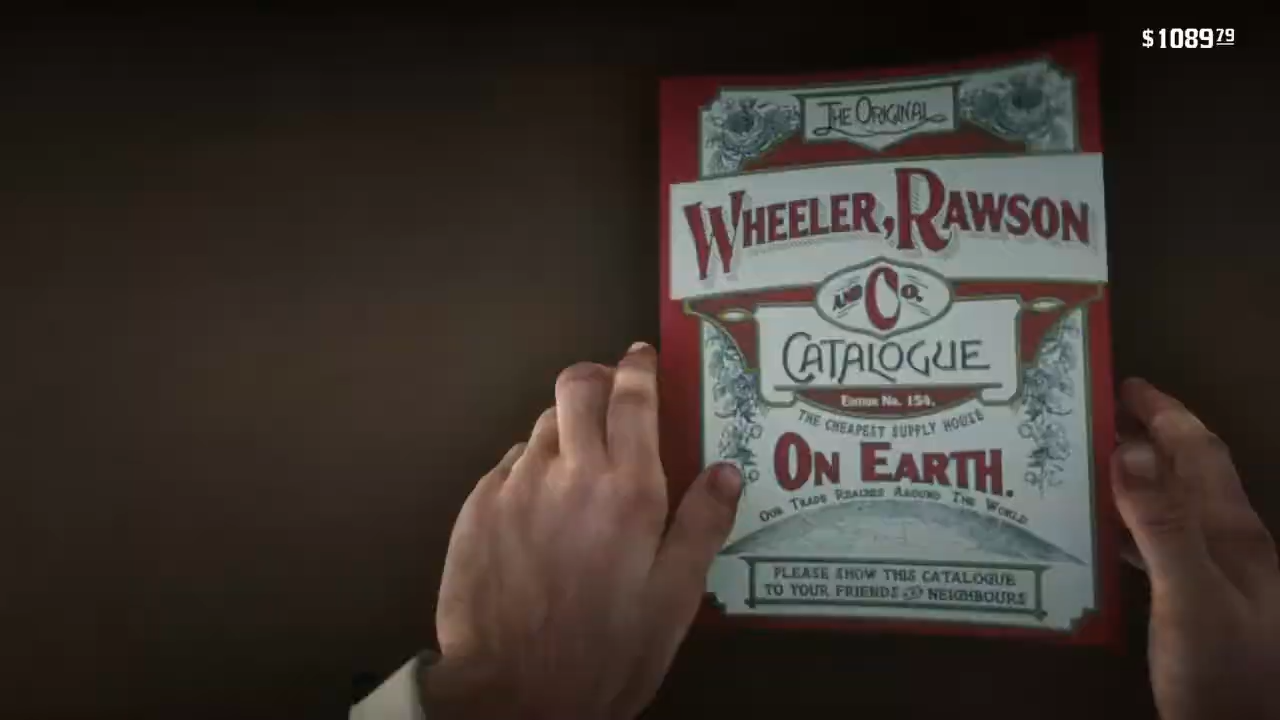 $1089 79
THE ORIGINAL
WHEELER, RAWSON
AND CO.
CATALOGUE
EDITION No. 154.
THE CHEAPEST SUPPLY HOUSE
ON EARTH.
OUR TRADE REACHES AROUND THE WORLD
PLEASE SHOW THIS CATALOGUE
TO YOUR FRIENDS AND NEIGHBOURS